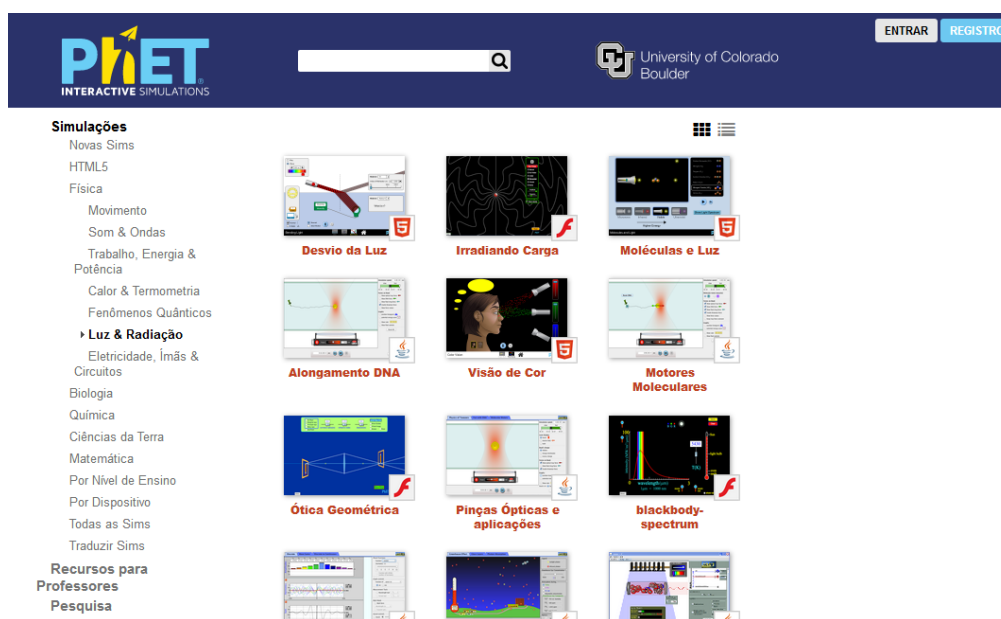 PhET
INTERACTIVE SIMULATIONS
University of Colorado
Boulder
ENTRAR
REGISTRO
Simulações
Novas Sims
HTML5
Física
Movimento
Som & Ondas
Trabalho, Energia &
Potência
Calor & Termometria
Fenômenos Quânticos
Luz & Radiação
Eletricidade, Ímãs &
Circuitos
Biologia
Química
Ciências da Terra
Matemática
Por Nível de Ensino
Por Dispositivo
Todas as Sims
Traduzir Sims
Recursos para
Professores
Pesquisa
Desvio da Luz
Irradiando Carga
Moléculas e Luz
Alongamento DNA
Visão de Cor
Motores
Moleculares
Ótica Geométrica
Pinças Ópticas e
aplicações
blackbody-
spectrum